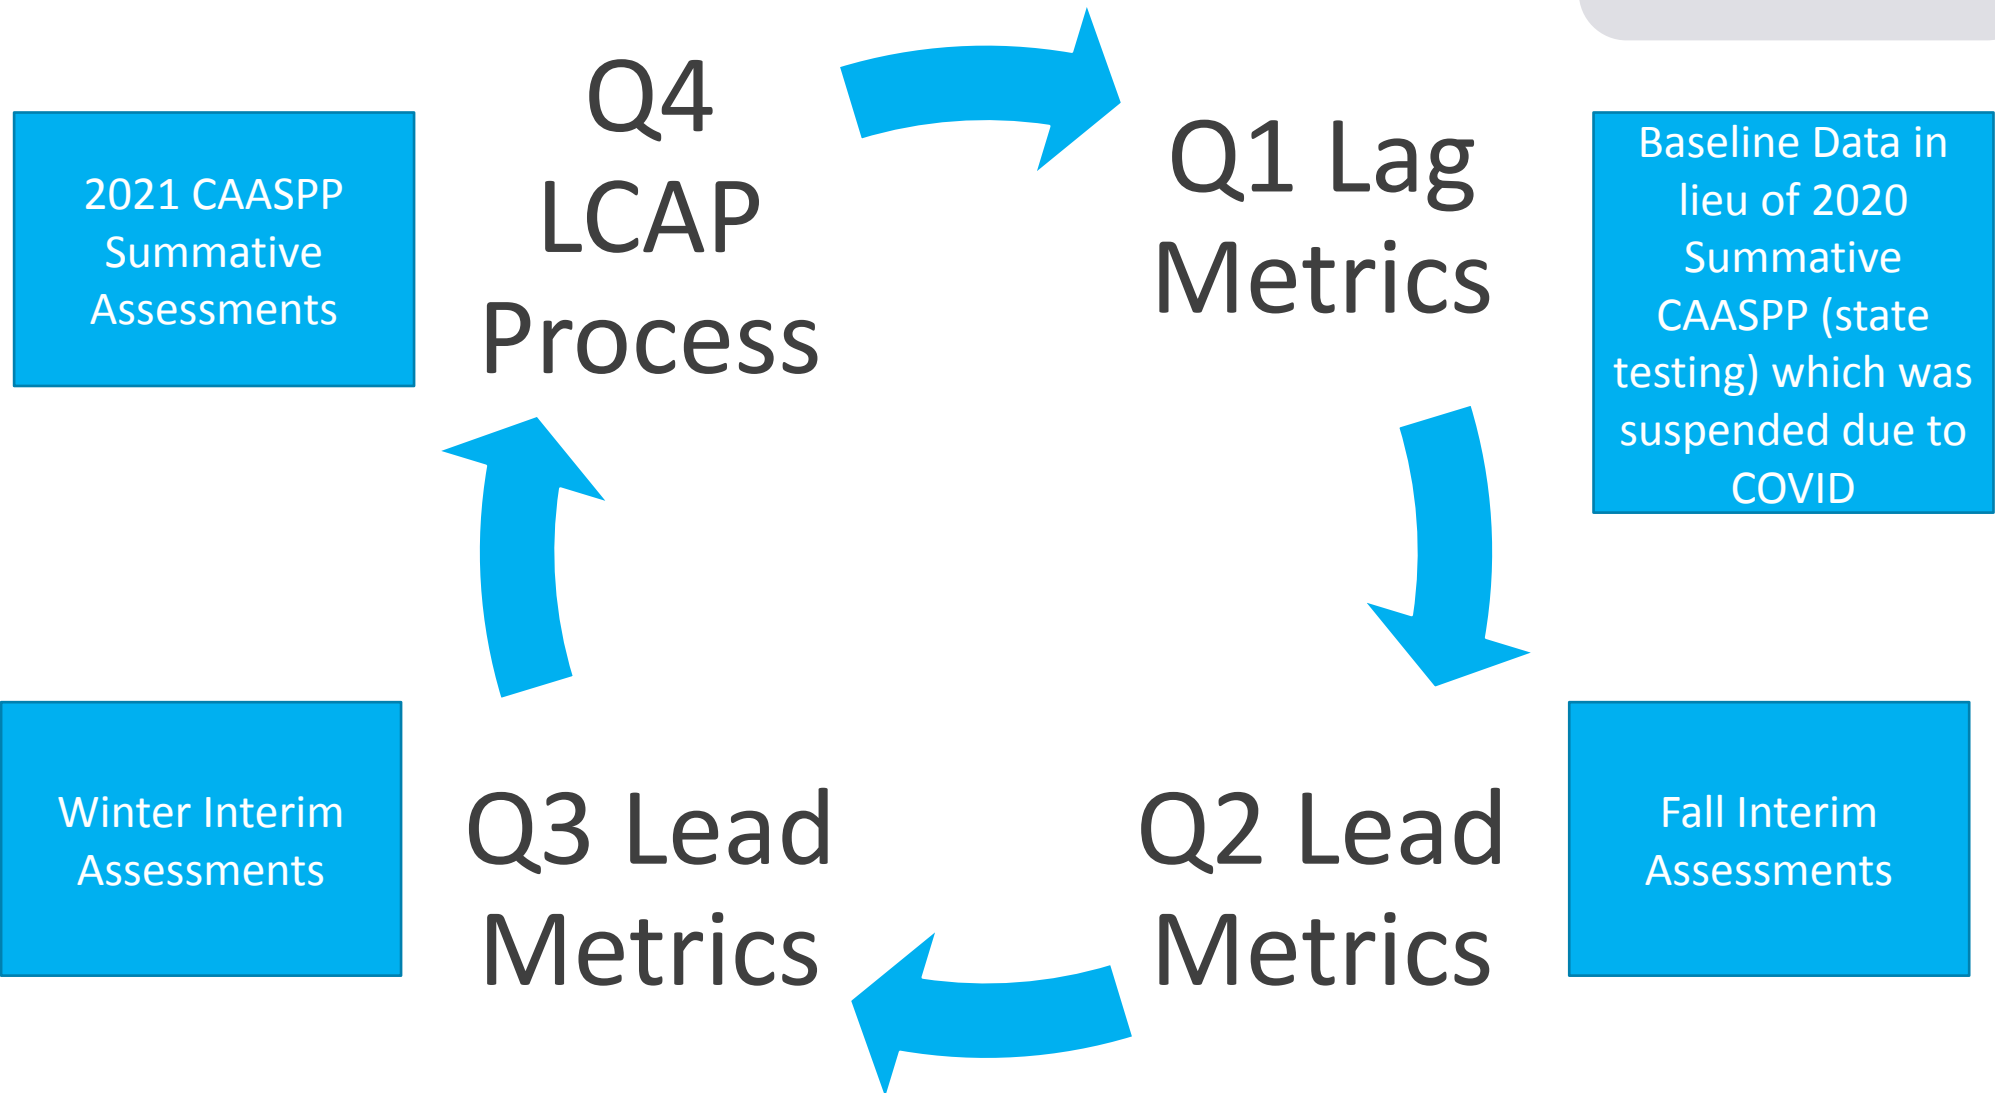 Q4
LCAP
Process
2021 CAASPP
Summative
Assessments
Q1 Lag
Metrics
Baseline Data in
lieu of 2020
Summative
CAASPP (state
testing) which was
suspended due to
COVID
Winter Interim
Assessments
Q3 Lead
Metrics
Q2 Lead
Metrics
Fall Interim
Assessments